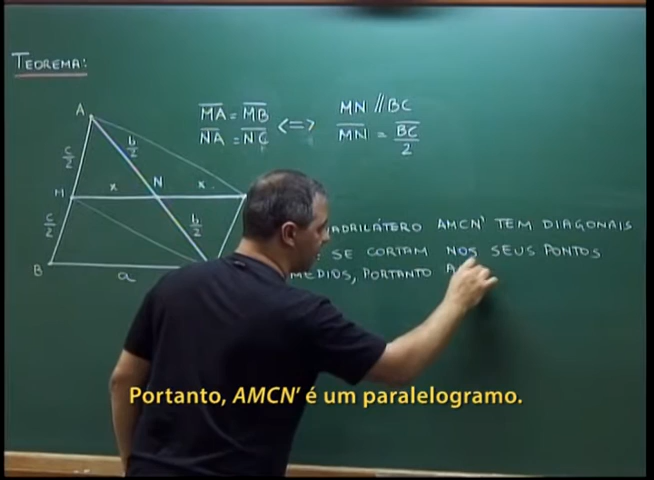 TEOREMA:
MA = MB <=> MN // BC
NA = NC MN = BC/2
A
c/2
b/2
N
M
x
x
c/2
b/2
B
a
AMCN' TEM DIAGONAIS
SE CORTAM NOS SEUS PONTOS
MÉDIOS, PORTANTO
Portanto, AMCN' é um paralelogramo.